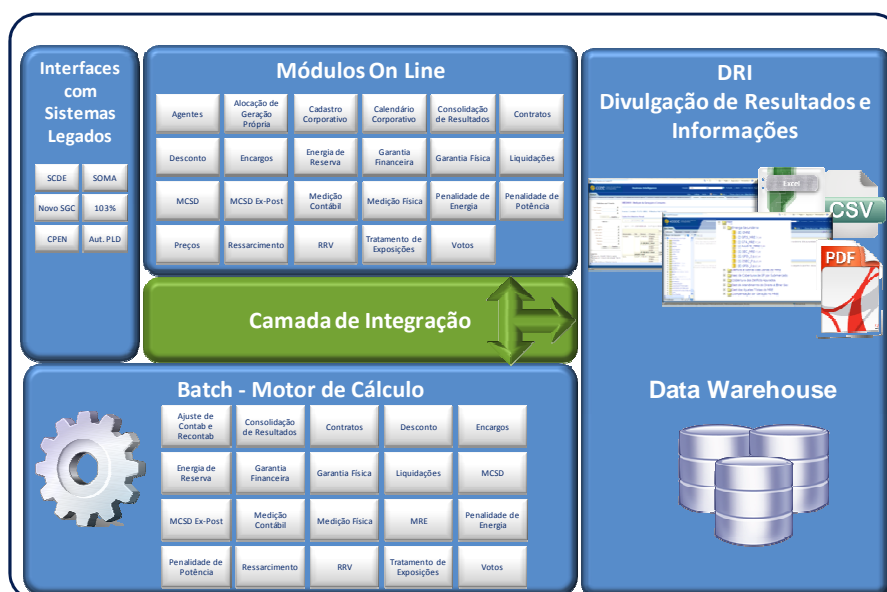 Interfaces
com
Sistemas
Legados
SCDE
SOMA
Novo SGC
103%
CPEN
Aut. PLD
Módulos On Line
Agentes
Alocação de
Geração
Própria
Cadastro
Corporativo
Calendário
Corporativo
Consolidação
de Resultados
Contratos
Desconto
Encargos
Energia de
Reserva
Garantia
Financeira
Garantia Física
Liquidações
MCSD
MCSD Ex-Post
Medição
Contábil
Medição Física
Penalidade de
Energia
Penalidade de
Potência
Preços
Ressarcimento
RRV
Tratamento de
Exposições
Votos
Camada de Integração
Batch - Motor de Cálculo
Ajuste de
Contab e
Recontab
Consolidação
de Resultados
Contratos
Desconto
Encargos
Energia de
Reserva
Garantia
Financeira
Garantia Física
Liquidações
MCSD
MCSD Ex-Post
Medição
Contábil
Medição Física
MRE
Penalidade de
Energia
Penalidade de
Potência
Ressarcimento
RRV
Tratamento de
Exposições
Votos
DRI
Divulgação de Resultados e
Informações
Excel
CSV
PDF
Data Warehouse